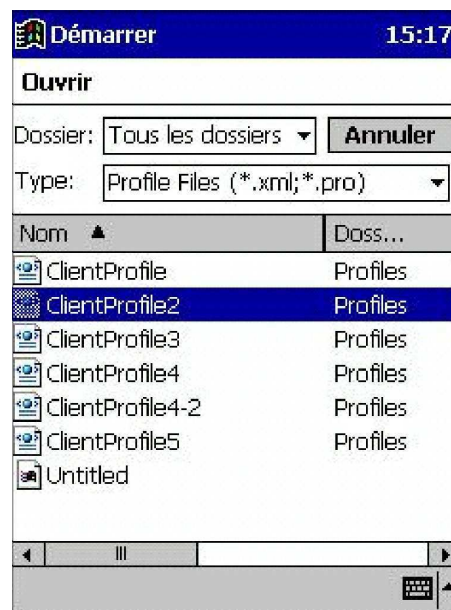 Démarrer 15:17
Ouvrir
Dossier: Tous les dossiers Annuler
Type: Profile Files (*.xml;*.pro)
Nom Doss...
ClientProfile Profiles
ClientProfile2 Profiles
ClientProfile3 Profiles
ClientProfile4 Profiles
ClientProfile4-2 Profiles
ClientProfile5 Profiles
Untitled